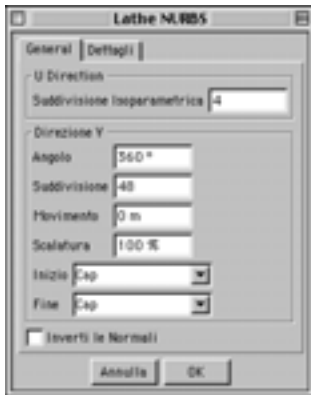 Lathe NURBS
General Dettagli
U Direction
Suddivisione Isoparametrica 4
Direzione V
Angolo 360 °
Suddivisione 48
Movimento 0 m
Scalatura 100 %
Inizio Cap
Fine Cap
Inverti le Normali
Annulla OK